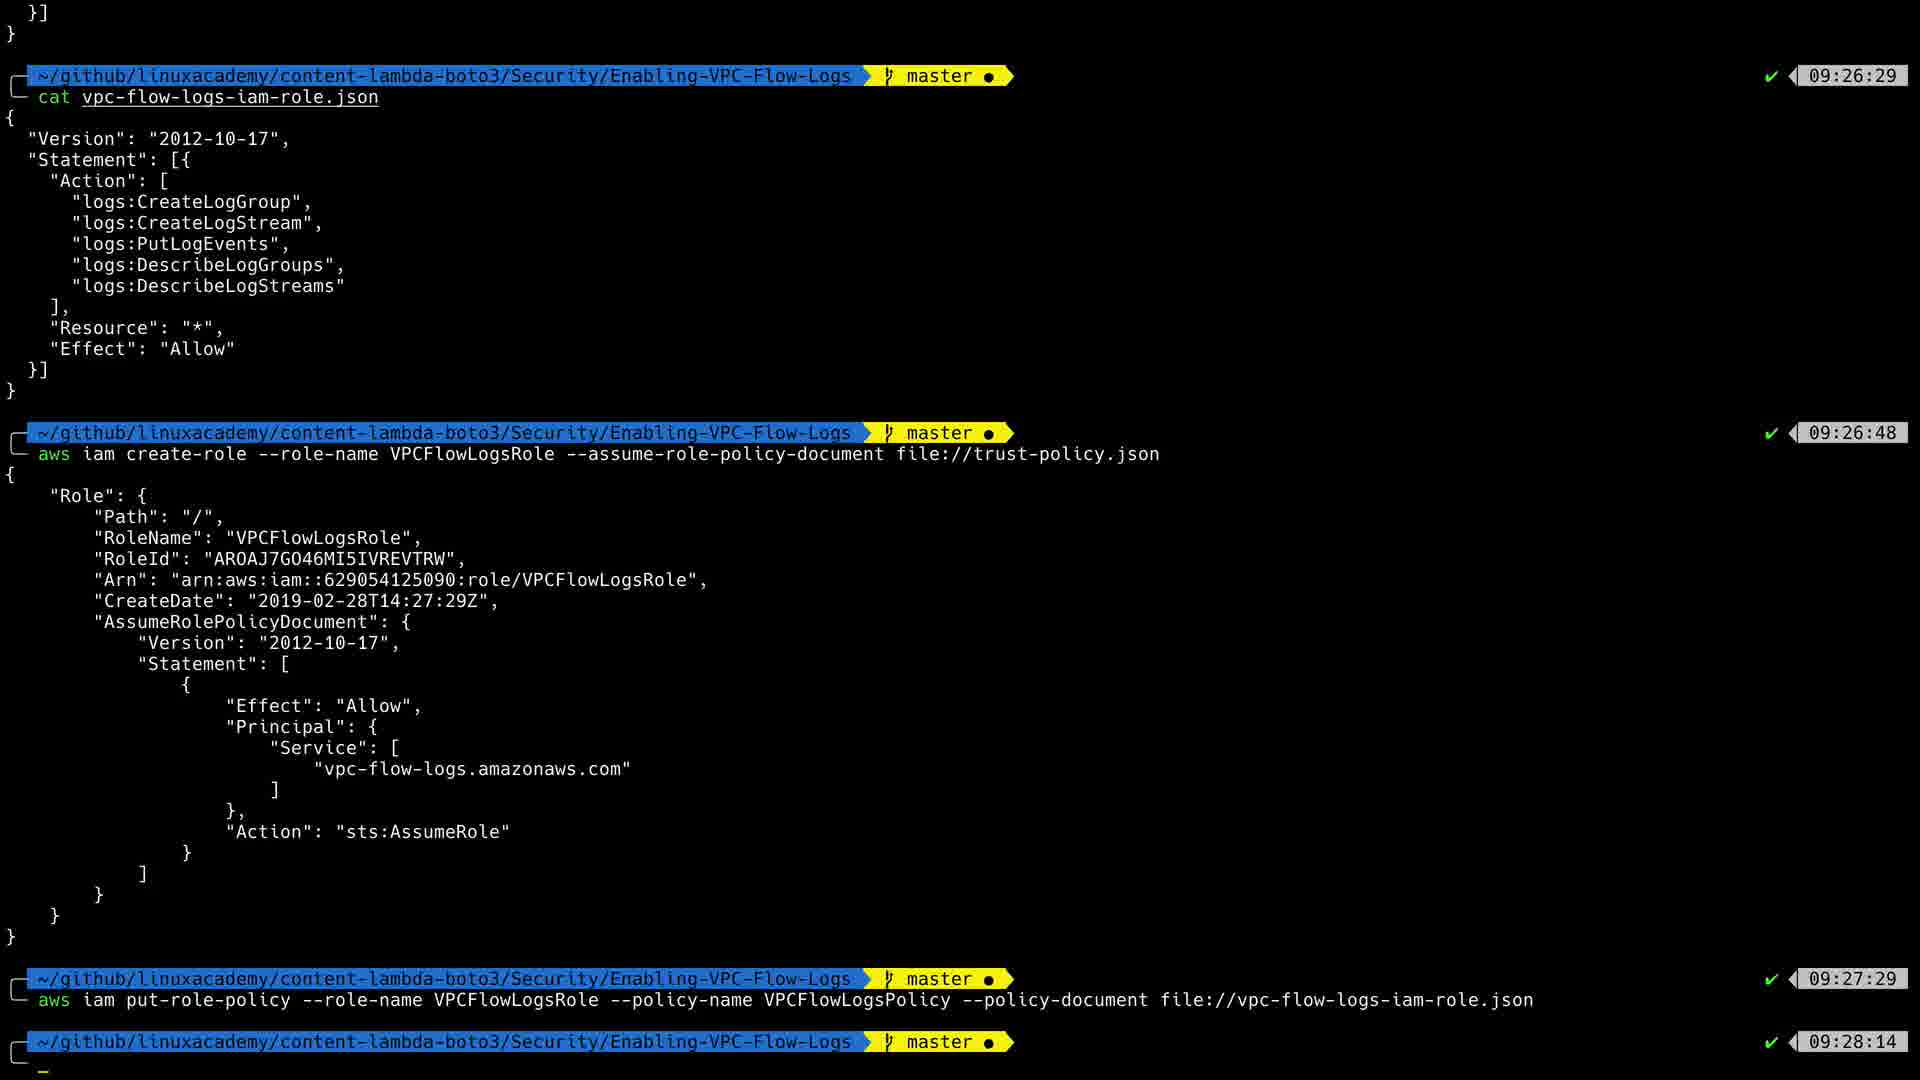 }]
}
~/github/linuxacademy/content-lambda-boto3/Security/Enabling-VPC-Flow-Logs master ● ✔ 09:26:29
cat vpc-flow-logs-iam-role.json
{
  "Version": "2012-10-17",
  "Statement": [{
    "Action": [
      "logs:CreateLogGroup",
      "logs:CreateLogStream",
      "logs:PutLogEvents",
      "logs:DescribeLogGroups",
      "logs:DescribeLogStreams"
    ],
    "Resource": "*",
    "Effect": "Allow"
  }]
}
~/github/linuxacademy/content-lambda-boto3/Security/Enabling-VPC-Flow-Logs master ● ✔ 09:26:48
aws iam create-role --role-name VPCFlowLogsRole --assume-role-policy-document file://trust-policy.json
{
    "Role": {
        "Path": "/",
        "RoleName": "VPCFlowLogsRole",
        "RoleId": "AROAJ7GO46MI5IVREVTRW",
        "Arn": "arn:aws:iam::629054125090:role/VPCFlowLogsRole",
        "CreateDate": "2019-02-28T14:27:29Z",
        "AssumeRolePolicyDocument": {
            "Version": "2012-10-17",
            "Statement": [
                {
                    "Effect": "Allow",
                    "Principal": {
                        "Service": [
                            "vpc-flow-logs.amazonaws.com"
                        ]
                    },
                    "Action": "sts:AssumeRole"
                }
            ]
        }
    }
}
~/github/linuxacademy/content-lambda-boto3/Security/Enabling-VPC-Flow-Logs master ● ✔ 09:27:29
aws iam put-role-policy --role-name VPCFlowLogsRole --policy-name VPCFlowLogsPolicy --policy-document file://vpc-flow-logs-iam-role.json
~/github/linuxacademy/content-lambda-boto3/Security/Enabling-VPC-Flow-Logs master ● ✔ 09:28:14